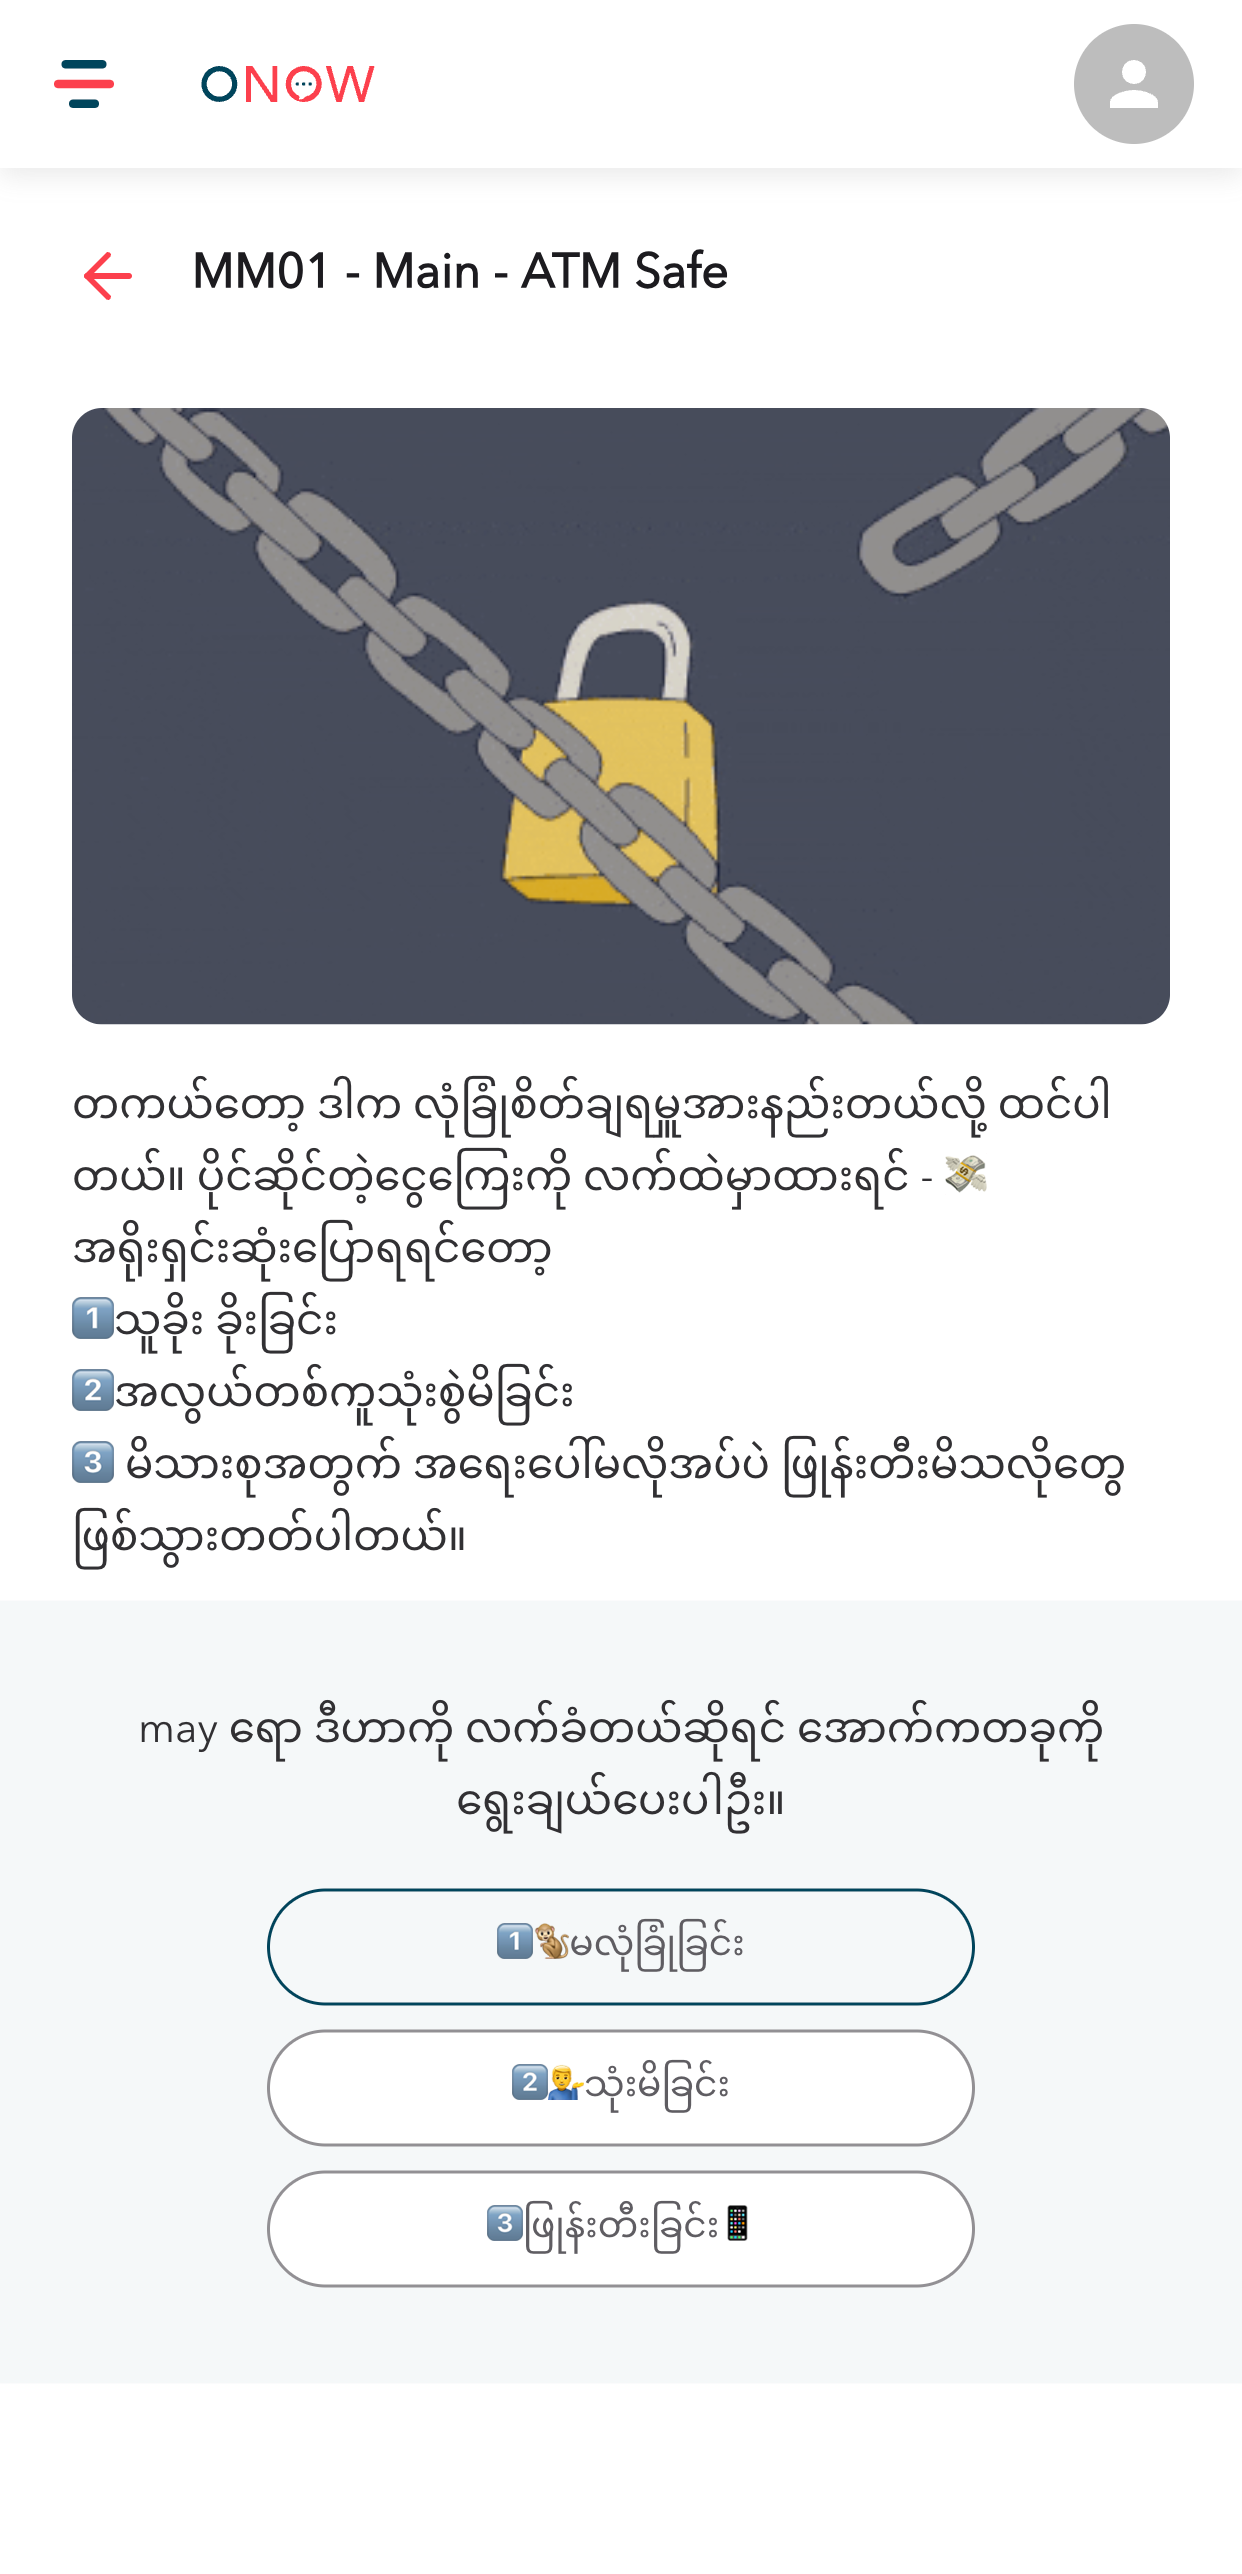 ONOW
MM01 - Main - ATM Safe
တကယ်တော့ ဒါက လုံခြုံစိတ်ချရမှူအားနည်းတယ်လို့ ထင်ပါ
တယ်။ ပိုင်ဆိုင်တဲ့ငွေကြေးကို လက်ထဲမှာထားရင် - 💸
အရိုးရှင်းဆုံးပြောရရင်တော့
1️⃣သူခိုး ခိုးခြင်း
2️⃣အလွယ်တစ်ကူသုံးစွဲမိခြင်း
3️⃣ မိသားစုအတွက် အရေးပေါ်မလိုအပ်ပဲ ဖြုန်းတီးမိသလိုတွေ
ဖြစ်သွားတတ်ပါတယ်။
may ရော ဒီဟာကို လက်ခံတယ်ဆိုရင် အောက်ကတခုကို
ရွေးချယ်ပေးပါဦး။
1️⃣🐒မလုံခြုံခြင်း
2️⃣💁‍♂️သုံးမိခြင်း
3️⃣ဖြုန်းတီးခြင်း📱